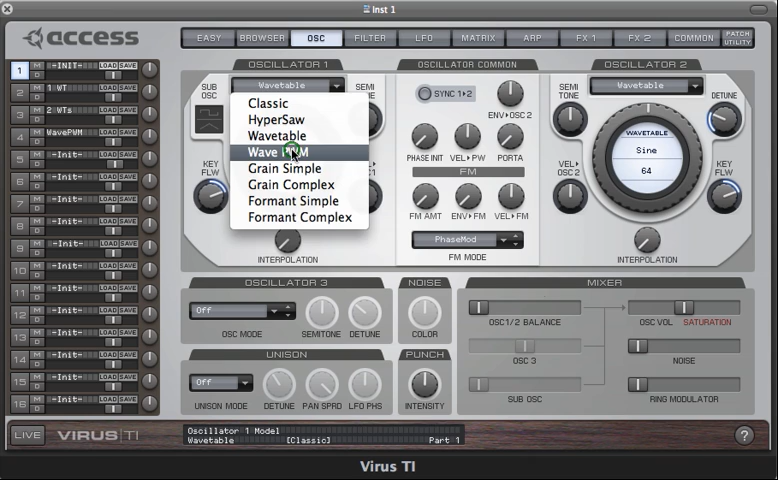 Inst 1
access
EASY BROWSER OSC FILTER LFO MATRIX ARP FX 1 FX 2 COMMON PATCH UTILITY
1 M D -INIT- LOAD SAVE
2 M D 1 WT LOAD SAVE
3 M D 2 WTs LOAD SAVE
4 M D WavePWM LOAD SAVE
5 M D -Init- LOAD SAVE
6 M D -Init- LOAD SAVE
7 M D -Init- LOAD SAVE
8 M D -Init- LOAD SAVE
9 M D -Init- LOAD SAVE
10 M D -Init- LOAD SAVE
11 M D -Init- LOAD SAVE
12 M D -Init- LOAD SAVE
13 M D -Init- LOAD SAVE
14 M D -Init- LOAD SAVE
15 M D -Init- LOAD SAVE
16 M D -Init- LOAD SAVE
OSCILLATOR 1
Wavetable
SUB OSC
SEMI
KEY FLW
Classic
HyperSaw
Wavetable
Wave PWM
Grain Simple
Grain Complex
Formant Simple
Formant Complex
INTERPOLATION
OSCILLATOR COMMON
SYNC 1▸2
ENV▸OSC 2
PHASE INIT VEL▸PW PORTA
FM
FM AMT ENV▸FM VEL▸FM
PhaseMod
FM MODE
OSCILLATOR 2
SEMI TONE
Wavetable
DETUNE
WAVETABLE
Sine
64
VEL▸ OSC 2
KEY FLW
INTERPOLATION
OSCILLATOR 3
Off
OSC MODE SEMITONE DETUNE
NOISE
COLOR
MIXER
OSC1/2 BALANCE
OSC VOL SATURATION
OSC 3
NOISE
SUB OSC
RING MODULATOR
UNISON
Off
UNISON MODE DETUNE PAN SPRD LFO PHS
PUNCH
INTENSITY
LIVE VIRUS TI
Oscillator 1 Model
Wavetable [Classic] Part 1
?
Virus TI